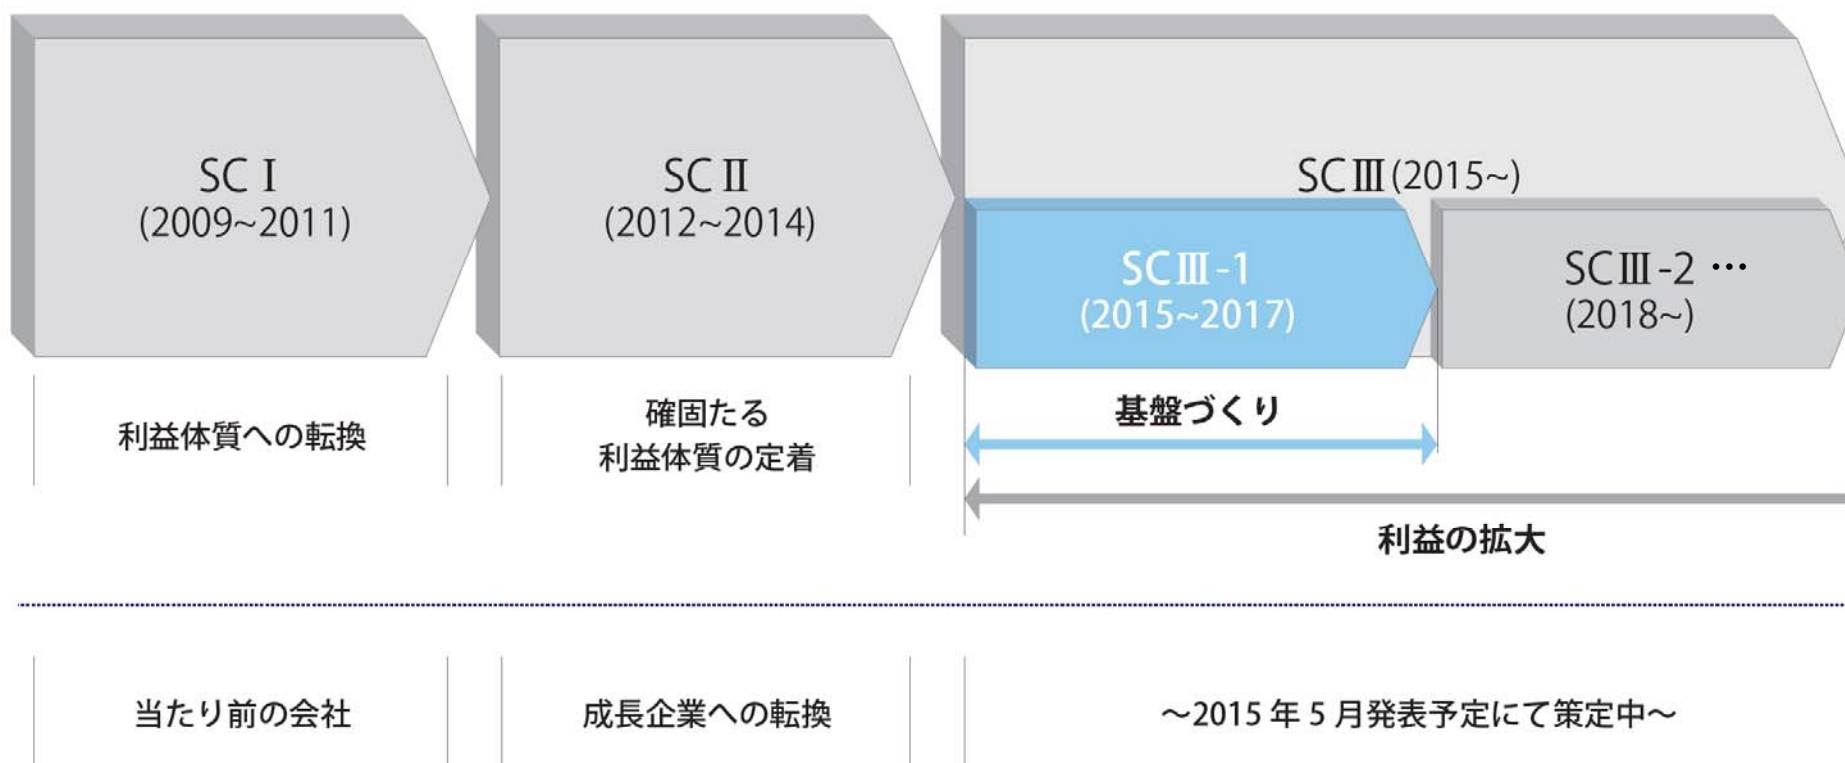 SC Ⅰ
(2009~2011)
SC Ⅱ
(2012~2014)
SC Ⅲ (2015~)
SC Ⅲ -1
(2015~2017)
SC Ⅲ -2 …
(2018~)
利益体質への転換
確固たる
利益体質の定着
基盤づくり
利益の拡大
当たり前の会社
成長企業への転換
～2015 年 5 月発表予定にて策定中～